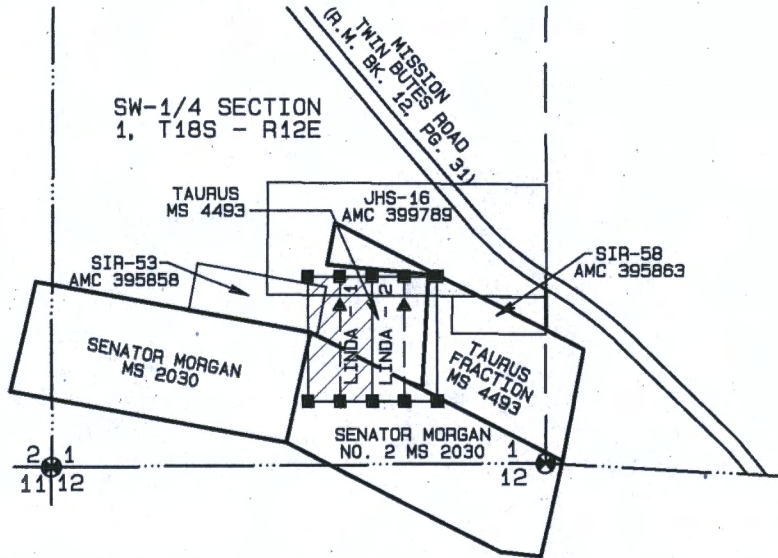 MISSION
TWIN BUTES ROAD
(R.M. BK. 12, PG. 31)
SW-1/4 SECTION
1, T18S - R12E
TAURUS
MS 4493
JHS-16
AMC 399789
SIR-53
AMC 395858
SIR-58
AMC 395863
LINDA - 1
LINDA - 2
SENATOR MORGAN
MS 2030
TAURUS
FRACTION
MS 4493
SENATOR MORGAN
NO. 2 MS 2030
2 1
11 12
1
12